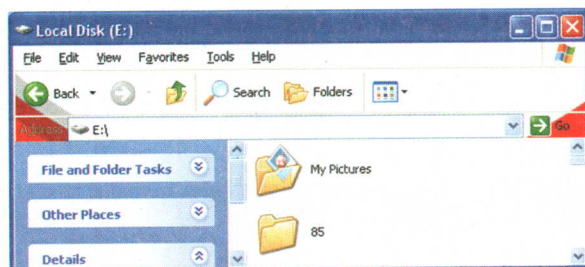 Local Disk (E:)
File Edit View Favorites Tools Help
Back Search Folders
Address E:\ Go
File and Folder Tasks
My Pictures
Other Places
85
Details